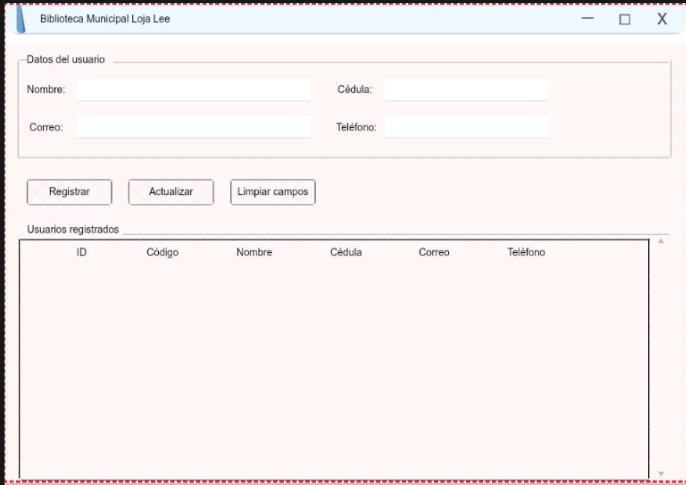 Biblioteca Municipal Loja Lee
Datos del usuario
Nombre: Cédula:
Correo: Teléfono:
Registrar Actualizar Limpiar campos
Usuarios registrados
ID Código Nombre Cédula Correo Teléfono